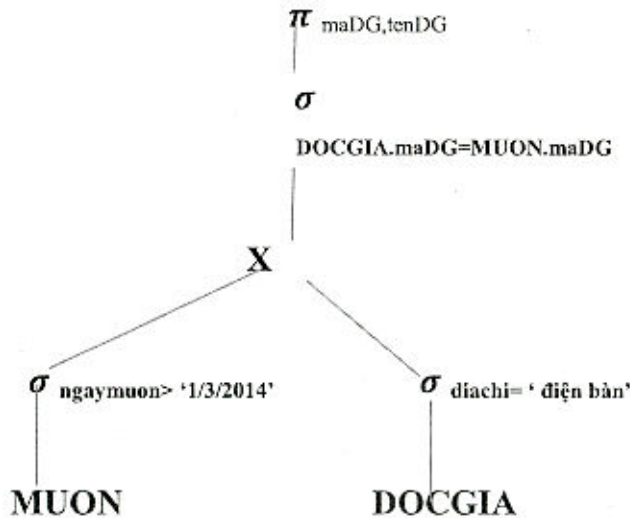 π maDG,tenDG
σ
DOCGIA.maDG=MUON.maDG
X
σ ngaymuon> ‘1/3/2014’ σ diachi= ‘ điện bàn’
MUON DOCGIA